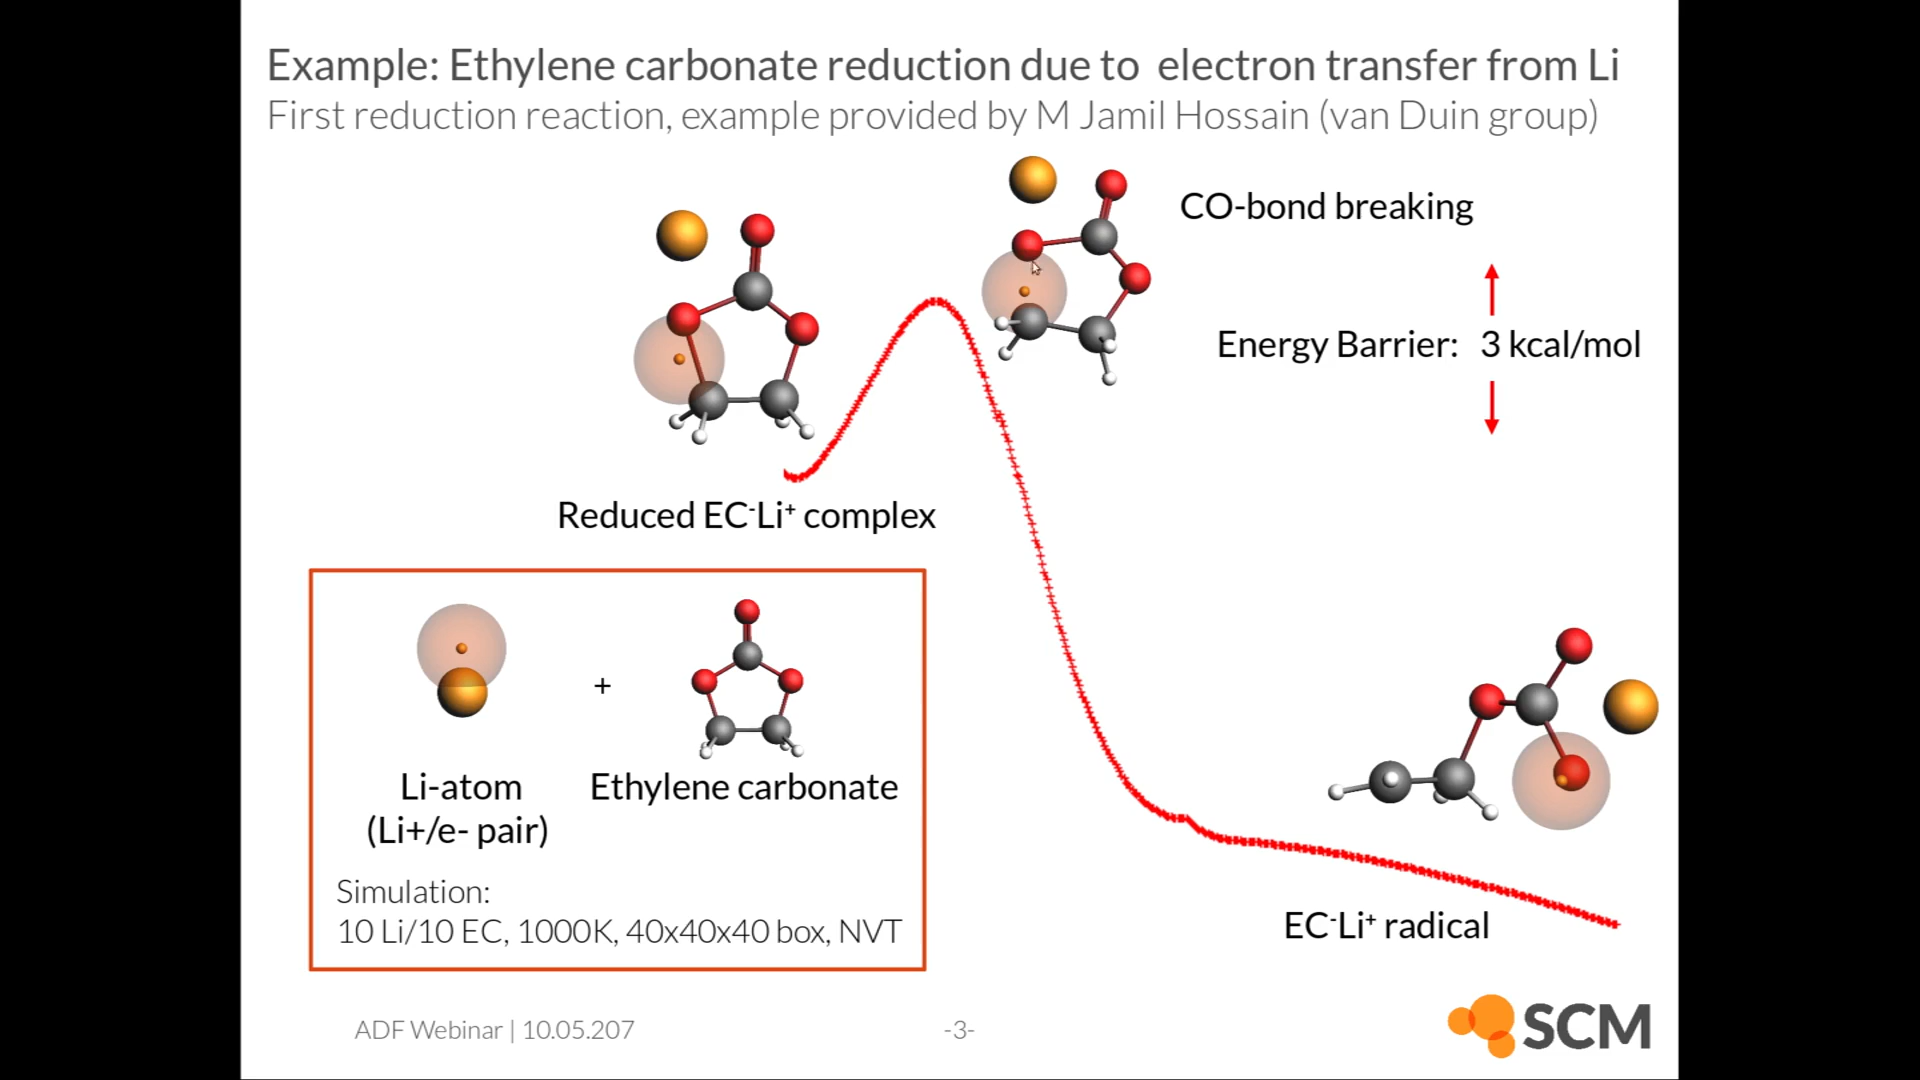 Example: Ethylene carbonate reduction due to electron transfer from Li
First reduction reaction, example provided by M Jamil Hossain (van Duin group)
CO-bond breaking
Energy Barrier: 3 kcal/mol
Reduced EC⁻Li⁺ complex
+
Li-atom
(Li+/e- pair)
Ethylene carbonate
Simulation:
10 Li/10 EC, 1000K, 40x40x40 box, NVT
EC⁻Li⁺ radical
ADF Webinar | 10.05.207
-3-
SCM